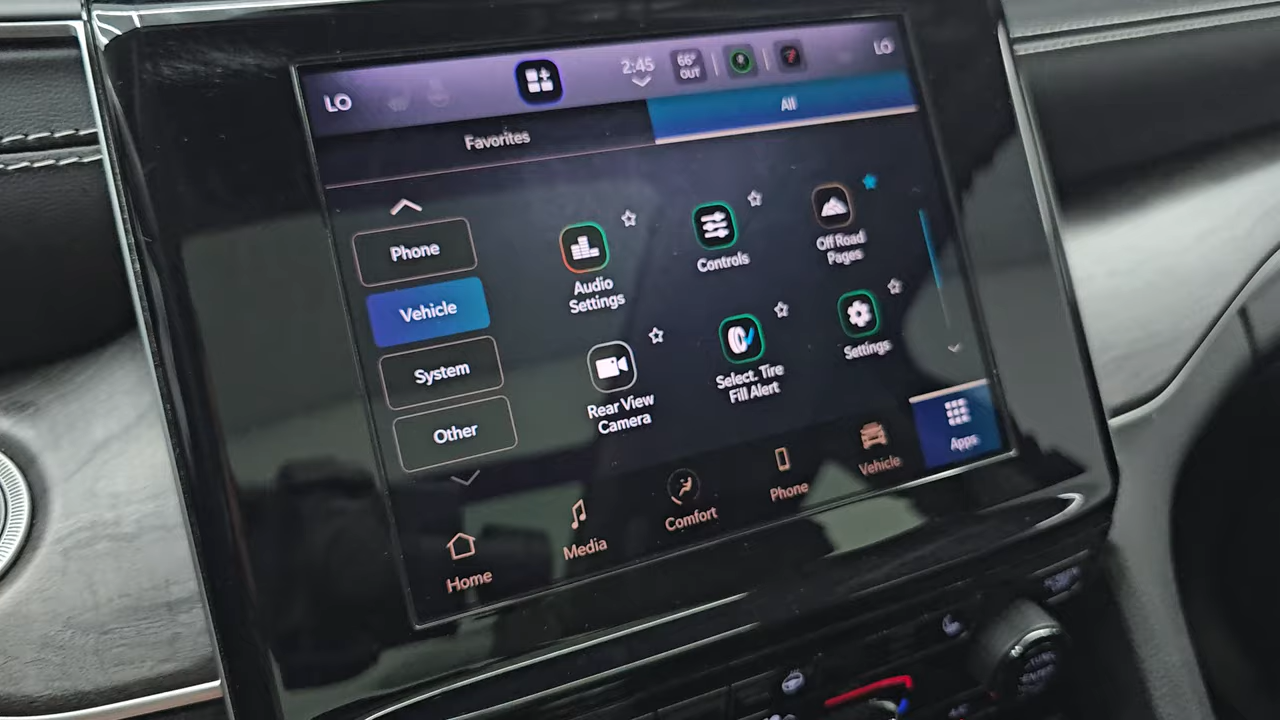 LO
2:45
66°
OUT
LO
Favorites
All
Phone
Vehicle
System
Other
Audio
Settings
Controls
Off Road
Pages
Rear View
Camera
Select. Tire
Fill Alert
Settings
Home
Media
Comfort
Phone
Vehicle
Apps